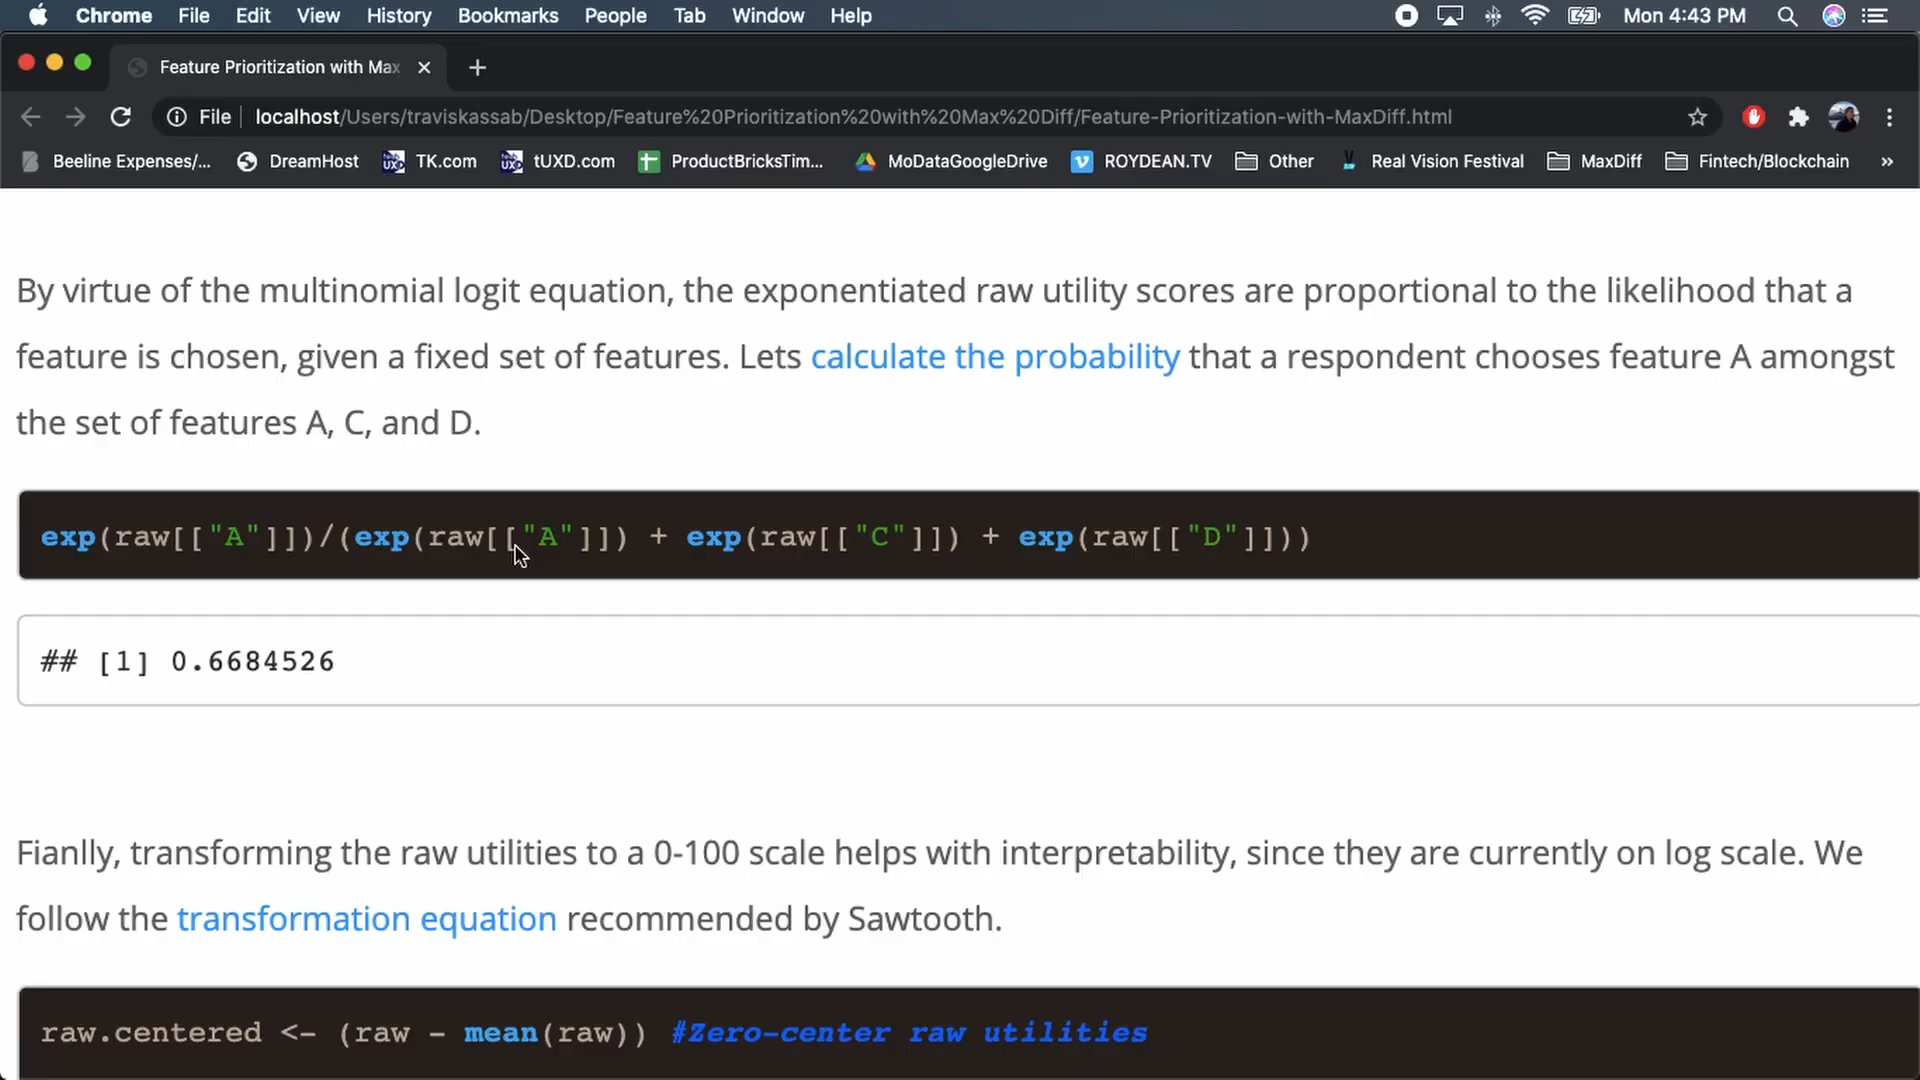 Chrome File Edit View History Bookmarks People Tab Window Help Mon 4:43 PM
Feature Prioritization with Max
File localhost/Users/traviskassab/Desktop/Feature%20Prioritization%20with%20Max%20Diff/Feature-Prioritization-with-MaxDiff.html
Beeline Expenses/... DreamHost TK.com tUXD.com ProductBricksTim... MoDataGoogleDrive ROYDEAN.TV Other Real Vision Festival MaxDiff Fintech/Blockchain »
By virtue of the multinomial logit equation, the exponentiated raw utility scores are proportional to the likelihood that a
feature is chosen, given a fixed set of features. Lets calculate the probability that a respondent chooses feature A amongst
the set of features A, C, and D.
exp(raw[["A"]])/(exp(raw[["A"]]) + exp(raw[["C"]]) + exp(raw[["D"]]))
## [1] 0.6684526
Fianlly, transforming the raw utilities to a 0-100 scale helps with interpretability, since they are currently on log scale. We
follow the transformation equation recommended by Sawtooth.
raw.centered <- (raw - mean(raw)) #Zero-center raw utilities